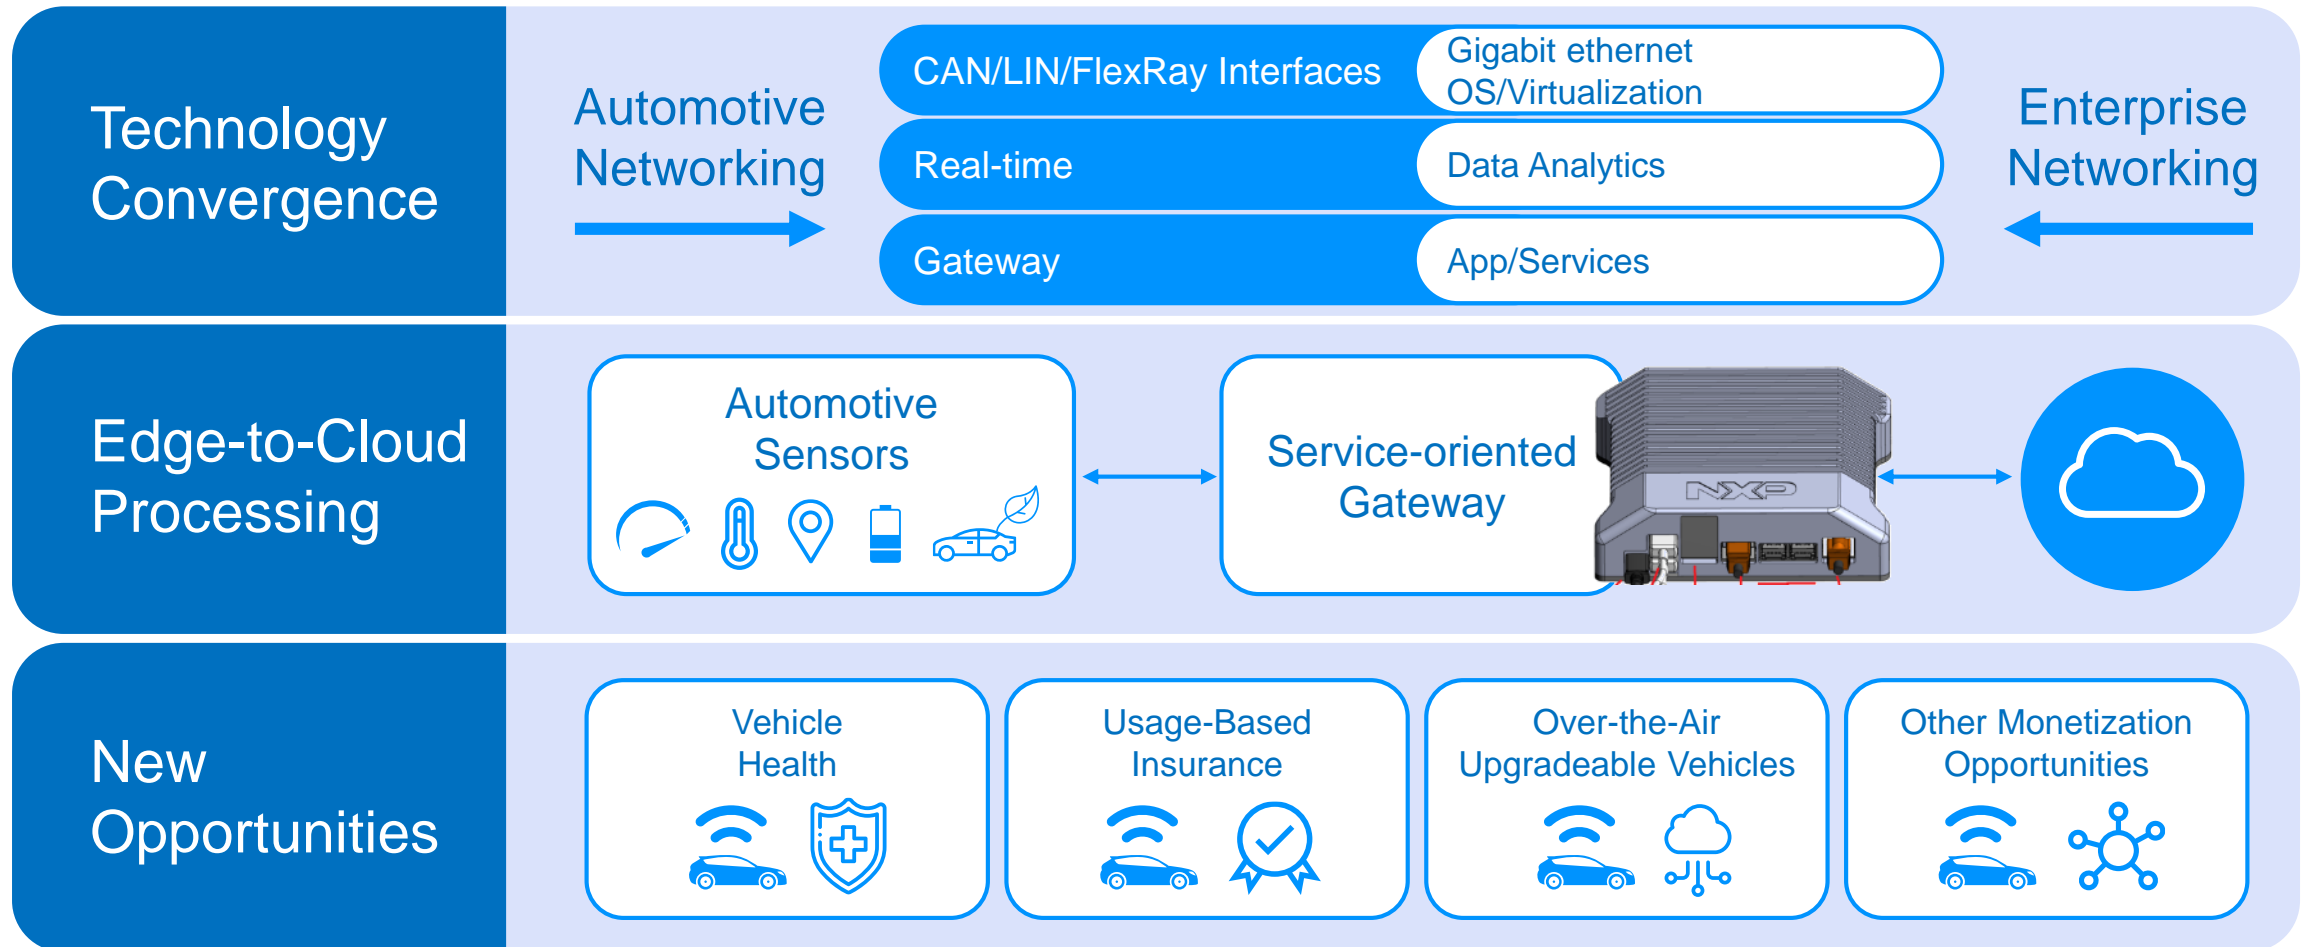 Technology
Convergence
Automotive
Networking
CAN/LIN/FlexRay Interfaces
Gigabit ethernet
OS/Virtualization
Real-time
Data Analytics
Gateway
App/Services
Enterprise
Networking
Edge-to-Cloud
Processing
Automotive
Sensors
Service-oriented
Gateway
NXP
New
Opportunities
Vehicle
Health
Usage-Based
Insurance
Over-the-Air
Upgradeable Vehicles
Other Monetization
Opportunities